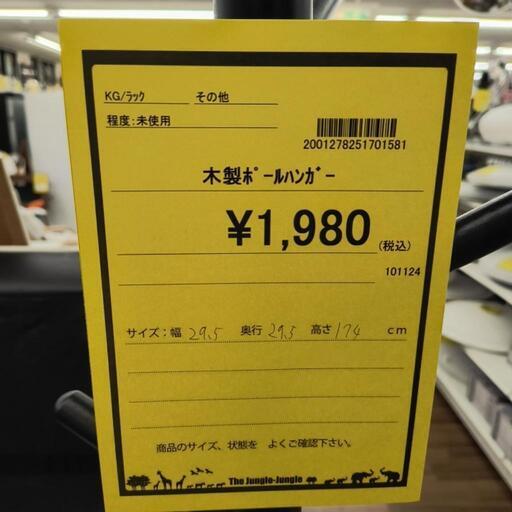 KG/ﾗｯｸ その他
程度:未使用
2001278251701581
木製ﾎﾟｰﾙﾊﾝｶﾞｰ
¥1,980(税込)
101124
サイズ:幅 29.5 奥行 29.5 高さ 174 cm
商品のサイズ、状態を よくご確認下さい。
The Jungle-Jungle